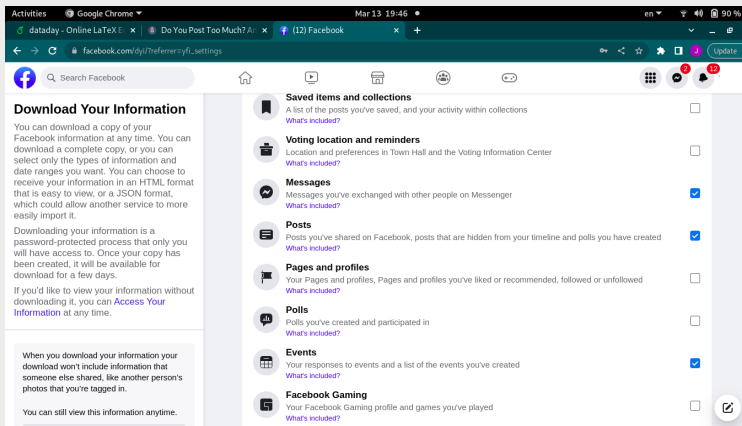 Activities Google Chrome Mar 13 19:46 en 90 %
dataday - Online LaTeX E Do You Post Too Much? An (12) Facebook
facebook.com/dyi/?referrer=yfi_settings J Update
Search Facebook 2 12
Download Your Information
You can download a copy of your
Facebook information at any time. You can
download a complete copy, or you can
select only the types of information and
date ranges you want. You can choose to
receive your information in an HTML format
that is easy to view, or a JSON format,
which could allow another service to more
easily import it.
Downloading your information is a
password-protected process that only you
will have access to. Once your copy has
been created, it will be available for
download for a few days.
If you'd like to view your information without
downloading it, you can Access Your
Information at any time.
When you download your information your
download won't include information that
someone else shared, like another person's
photos that you're tagged in.
You can still view this information anytime.
Saved items and collections
A list of the posts you've saved, and your activity within collections
What's included?
Voting location and reminders
Location and preferences in Town Hall and the Voting Information Center
What's included?
Messages
Messages you've exchanged with other people on Messenger
What's included?
Posts
Posts you've shared on Facebook, posts that are hidden from your timeline and polls you have created
What's included?
Pages and profiles
Your Pages and profiles, Pages and profiles you've liked or recommended, followed or unfollowed
What's included?
Polls
Polls you've created and participated in
What's included?
Events
Your responses to events and a list of the events you've created
What's included?
Facebook Gaming
Your Facebook Gaming profile and games you've played
What's included?